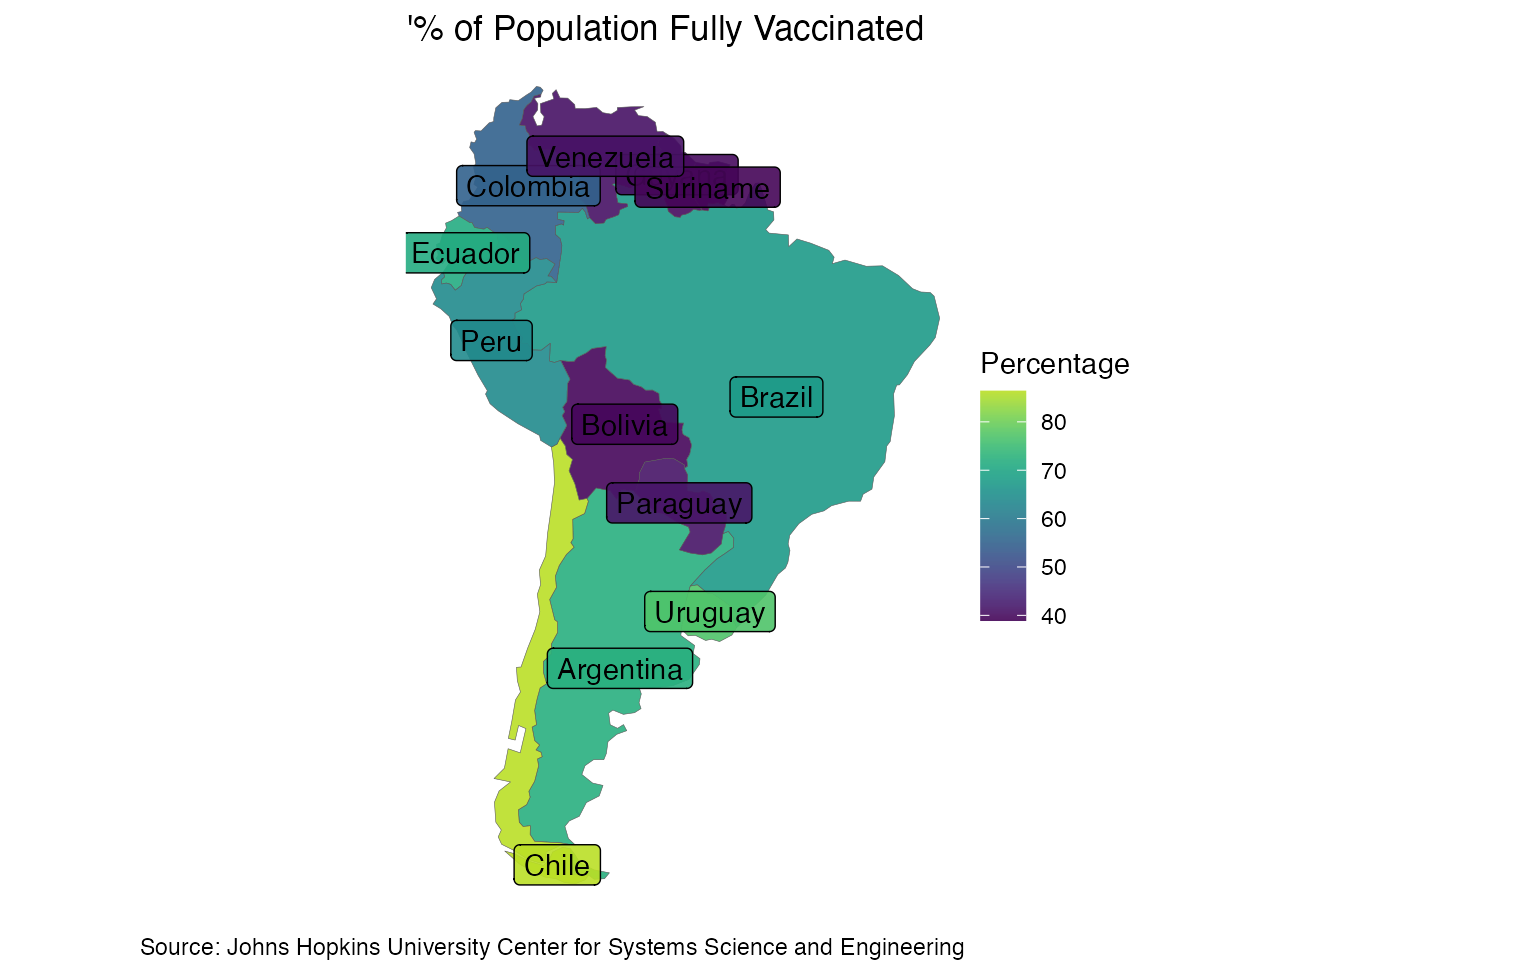 '% of Population Fully Vaccinated
Venezuela
Colombia
Suriname
Ecuador
Peru
Brazil
Bolivia
Paraguay
Uruguay
Argentina
Chile
Percentage
80
70
60
50
40
Source: Johns Hopkins University Center for Systems Science and Engineering